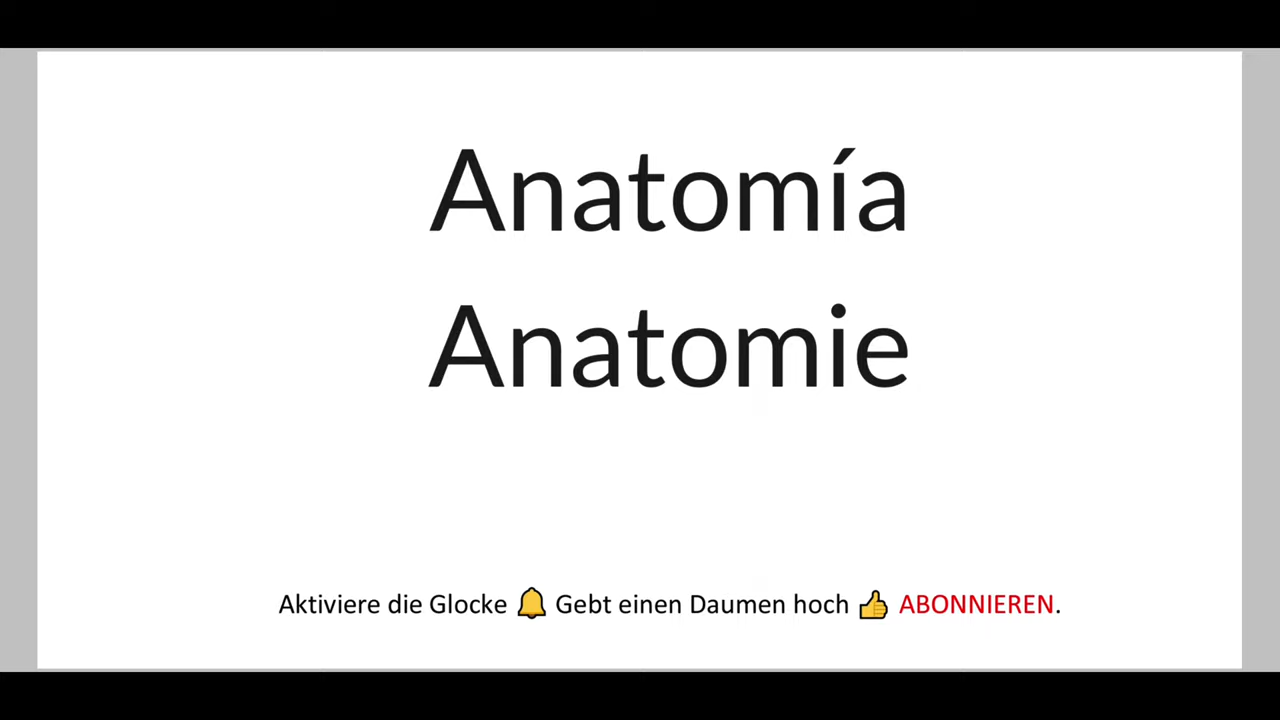 Anatomía
Anatomie
Aktiviere die Glocke 🔔 Gebt einen Daumen hoch 👍 ABONNIEREN.